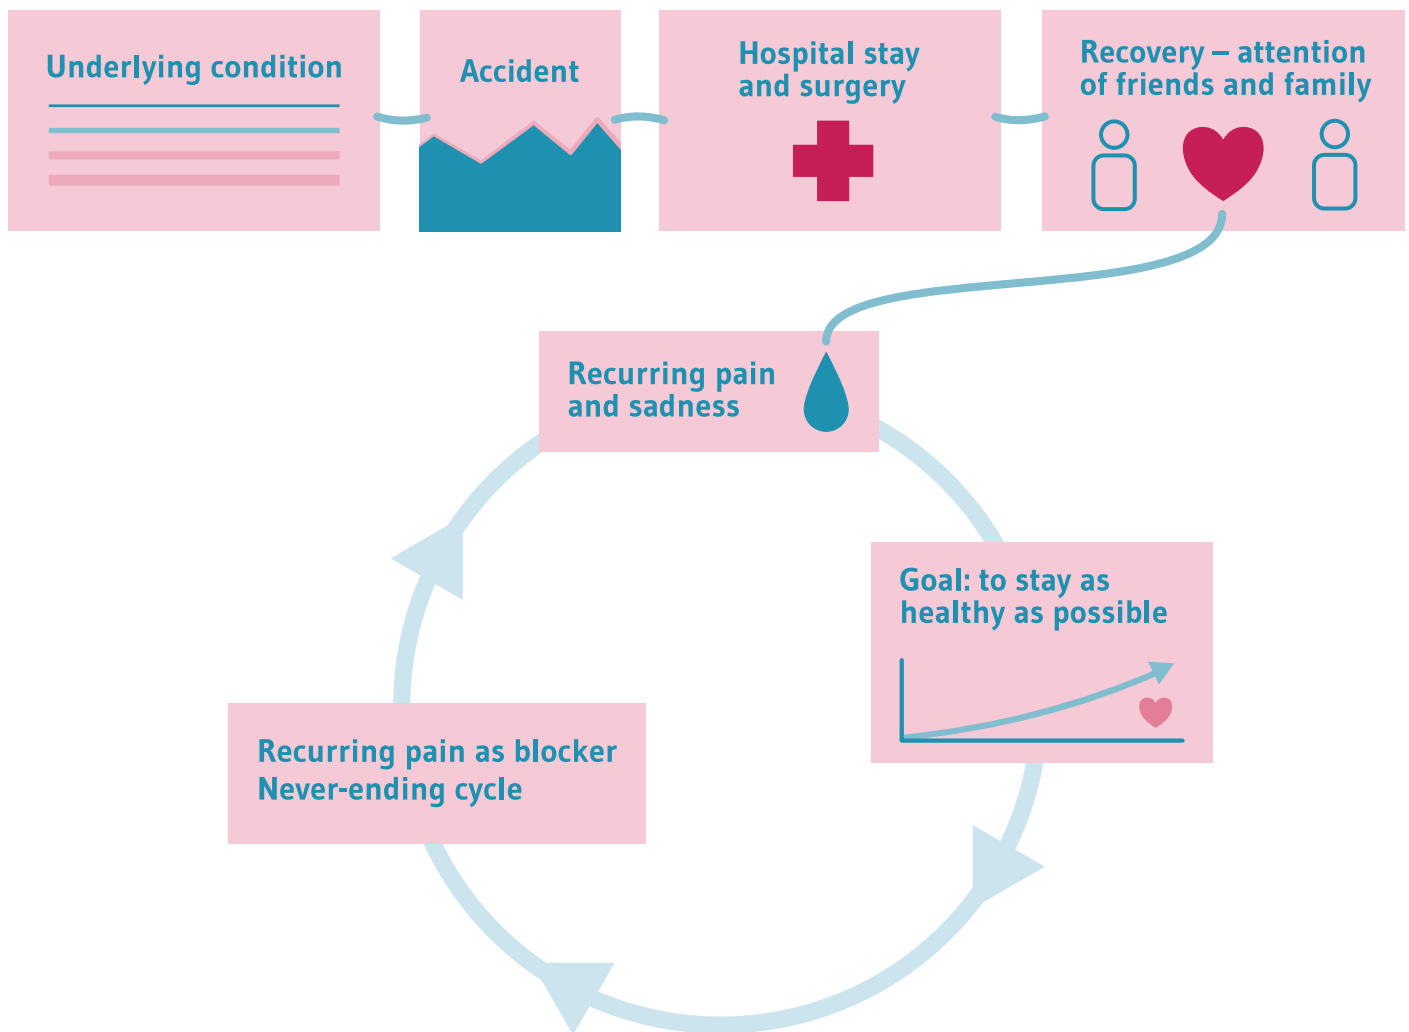 Underlying condition
Accident
Hospital stay
and surgery
Recovery – attention
of friends and family
Recurring pain
and sadness
Goal: to stay as
healthy as possible
Recurring pain as blocker
Never-ending cycle